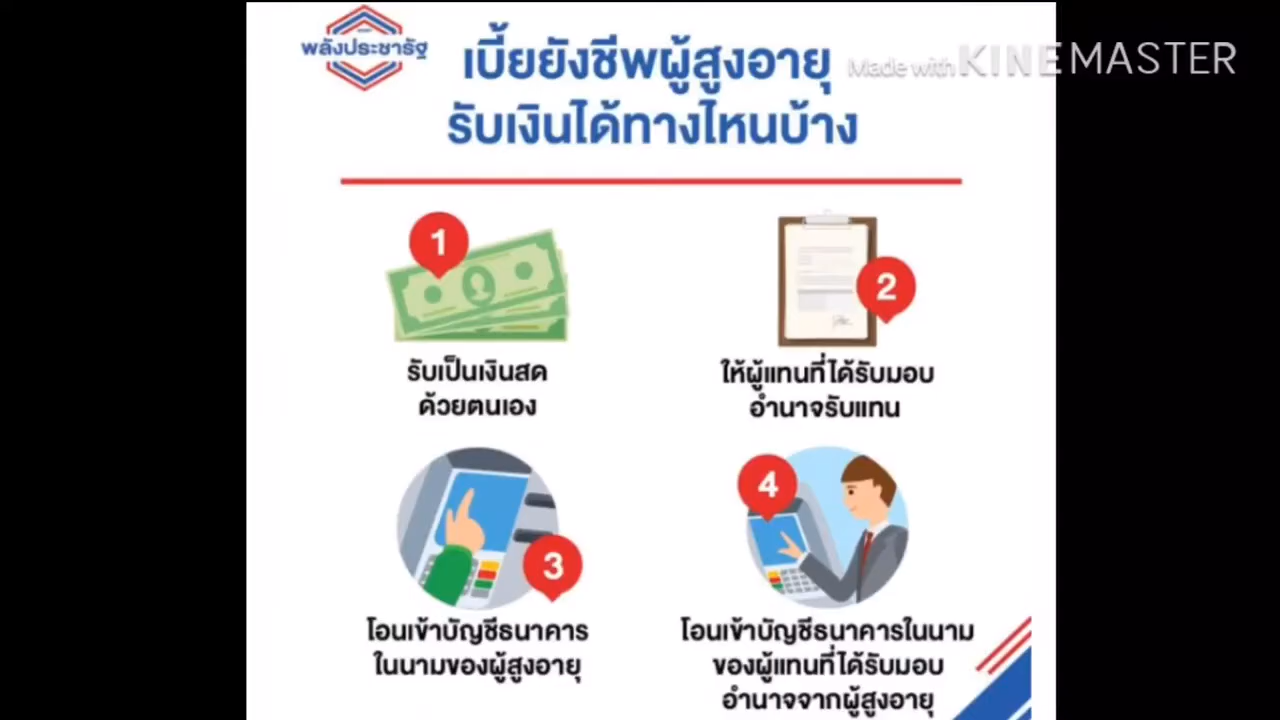 พลังประชารัฐ
เบี้ยยังชีพผู้สูงอายุ
รับเงินได้ทางไหนบ้าง
Made with KINEMASTER
1
รับเป็นเงินสด
ด้วยตนเอง
2
ให้ผู้แทนที่ได้รับมอบ
อำนาจรับแทน
3
โอนเข้าบัญชีธนาคาร
ในนามของผู้สูงอายุ
4
โอนเข้าบัญชีธนาคารในนาม
ของผู้แทนที่ได้รับมอบ
อำนาจจากผู้สูงอายุ